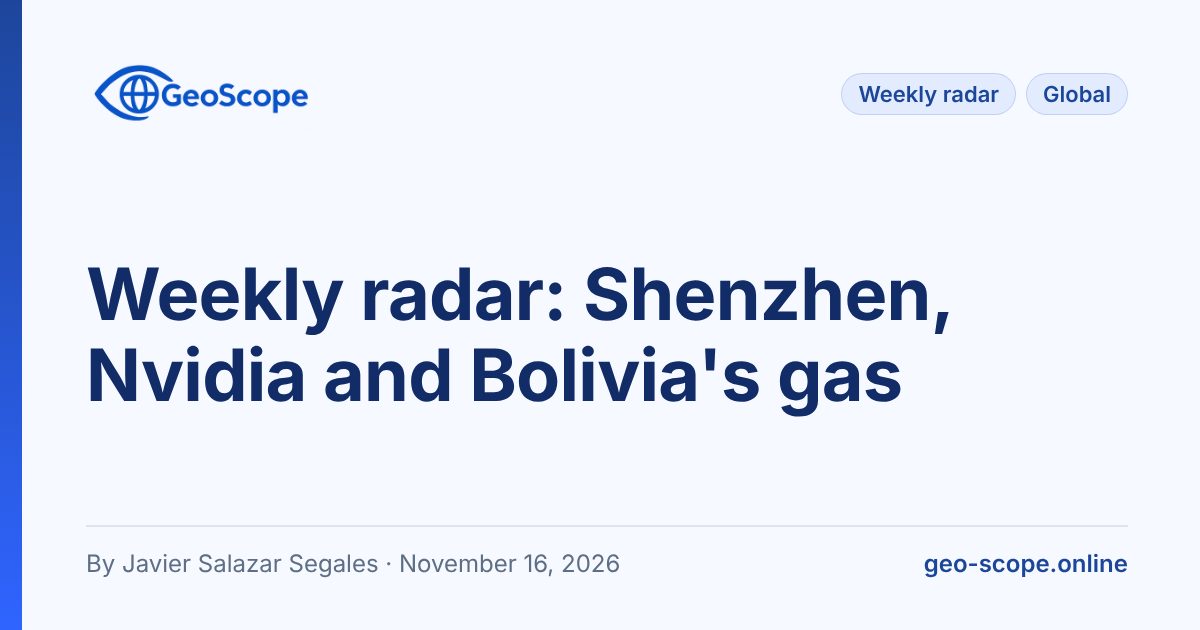 GeoScope
Weekly radar
Global
Weekly radar: Shenzhen,
Nvidia and Bolivia's gas
By Javier Salazar Segales · November 16, 2026
geo-scope.online